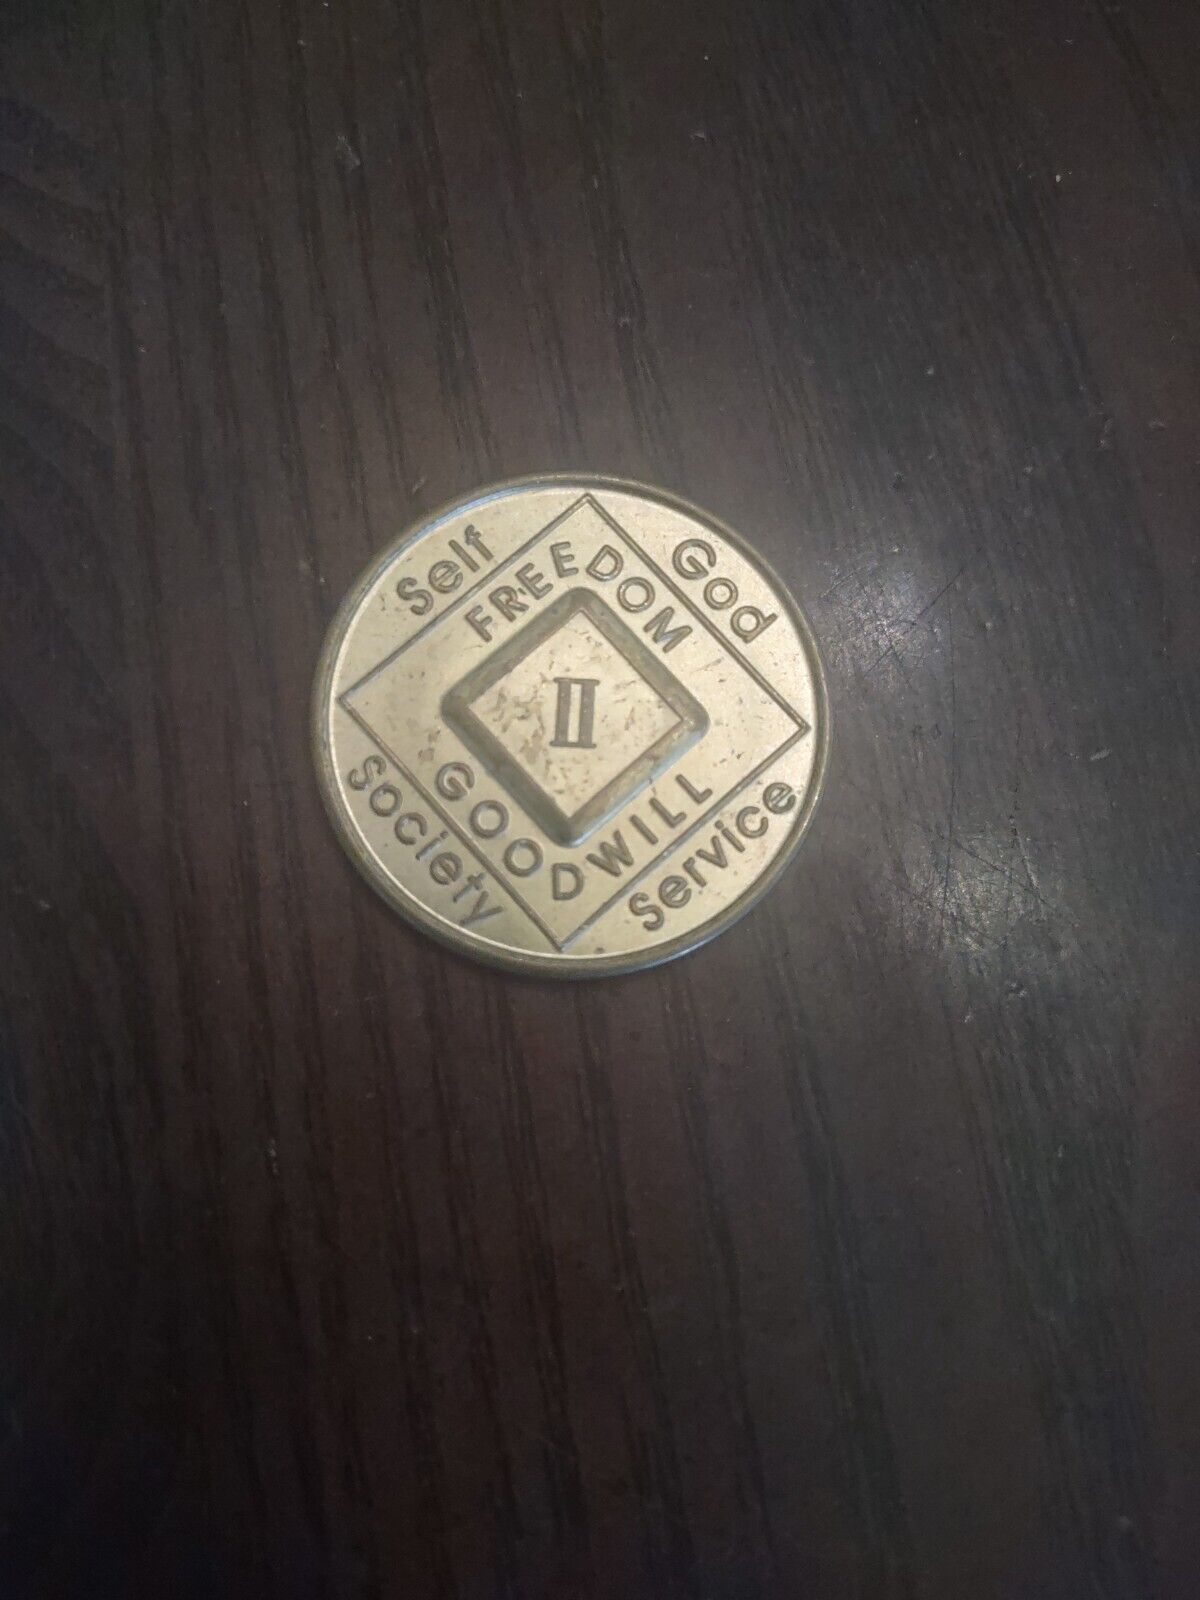 Self
God
FREEDOM
II
GOODWILL
Society
Service